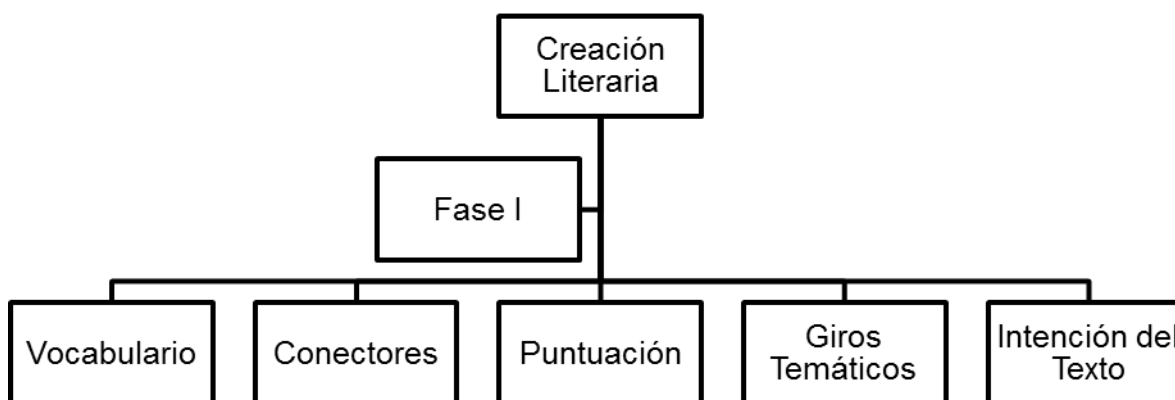 Creación
Literaria
Fase I
Vocabulario
Conectores
Puntuación
Giros
Temáticos
Intención del
Texto